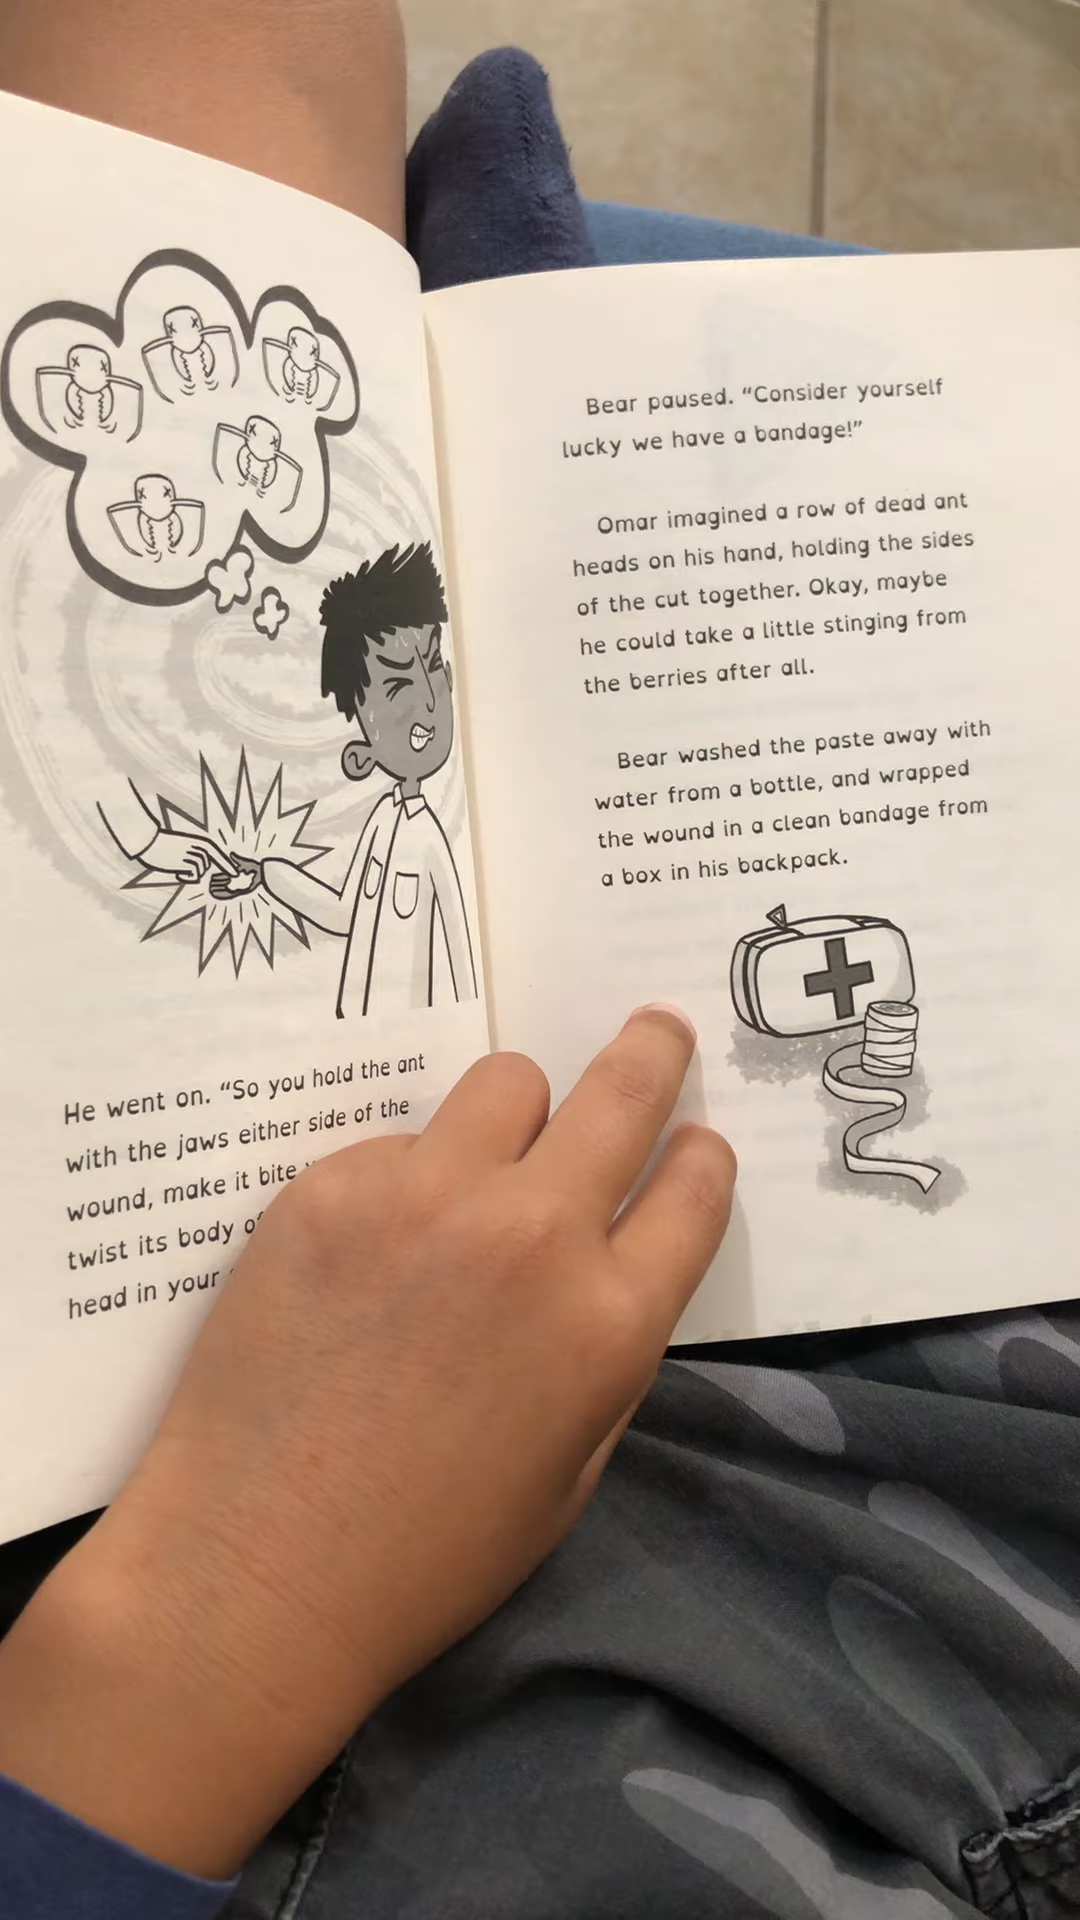 He went on. “So you hold the ant
with the jaws either side of the
wound, make it bite
twist its body
head in your
Bear paused. “Consider yourself
lucky we have a bandage!”
Omar imagined a row of dead ant
heads on his hand, holding the sides
of the cut together. Okay, maybe
he could take a little stinging from
the berries after all.
Bear washed the paste away with
water from a bottle, and wrapped
the wound in a clean bandage from
a box in his backpack.